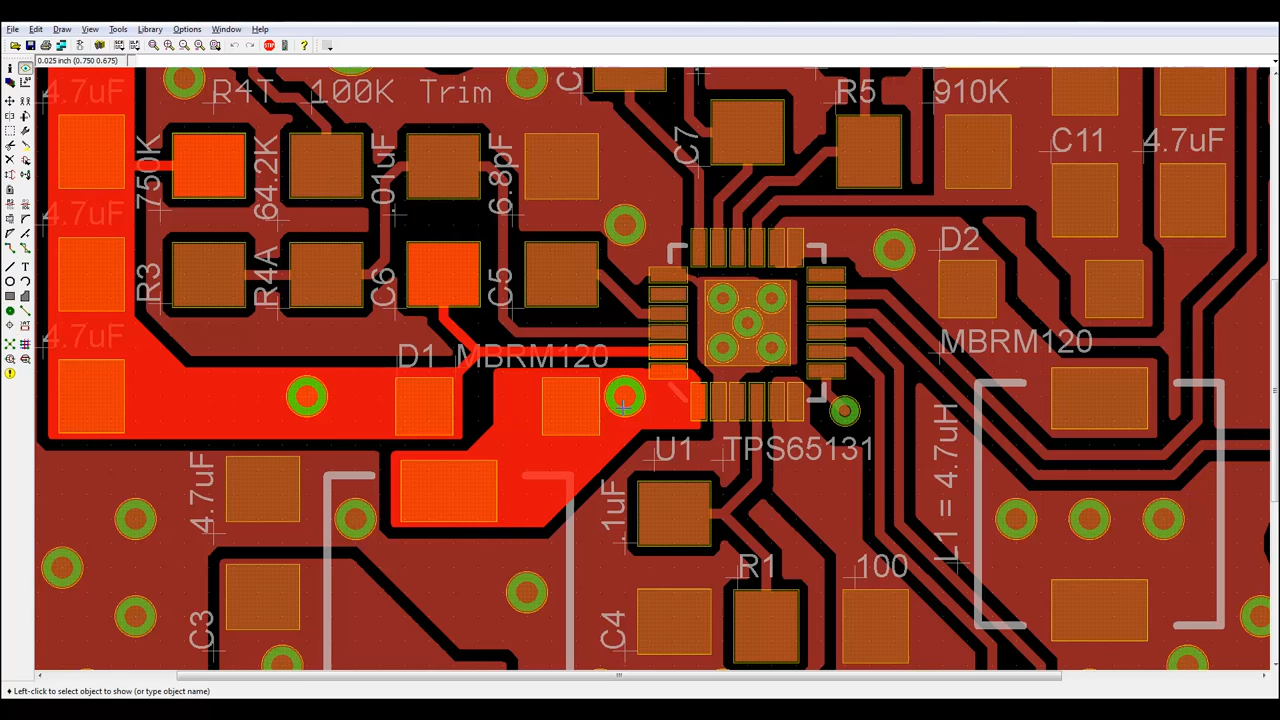 File Edit Draw View Tools Library Options Window Help
0.025 inch (0.750 0.675)
4.7uF
R4T
100K Trim
C
R5
910K
C7
C11
4.7uF
750K
64.2K
.01uF
6.8pF
4.7uF
R3
R4A
C6
C5
D2
4.7uF
D1 MBRM120
MBRM120
U1
TPS65131
4.7uF
.1uF
L1 = 4.7uH
R1
100
C3
C4
Left-click to select object to show (or type object name)